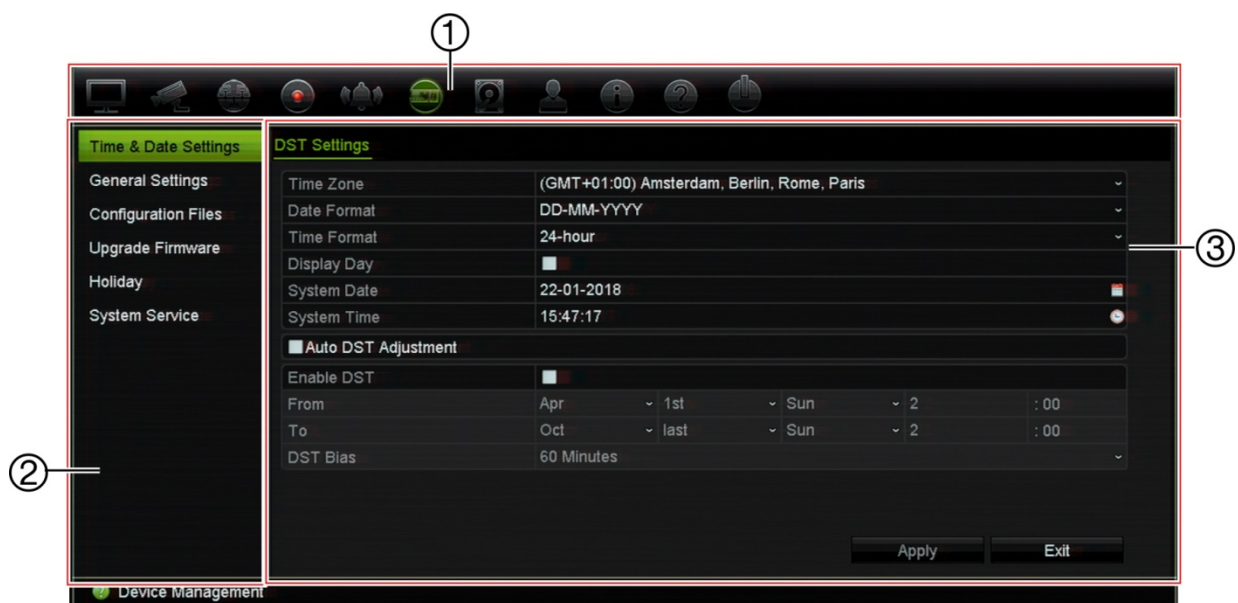 ①
Time & Date Settings
General Settings
Configuration Files
Upgrade Firmware
Holiday
System Service
②
DST Settings
Time Zone (GMT+01:00) Amsterdam, Berlin, Rome, Paris
Date Format DD-MM-YYYY
Time Format 24-hour
③
Display Day
System Date 22-01-2018
System Time 15:47:17
Auto DST Adjustment
Enable DST
From Apr 1st Sun 2 : 00
To Oct last Sun 2 : 00
DST Bias 60 Minutes
Apply Exit
? Device Management